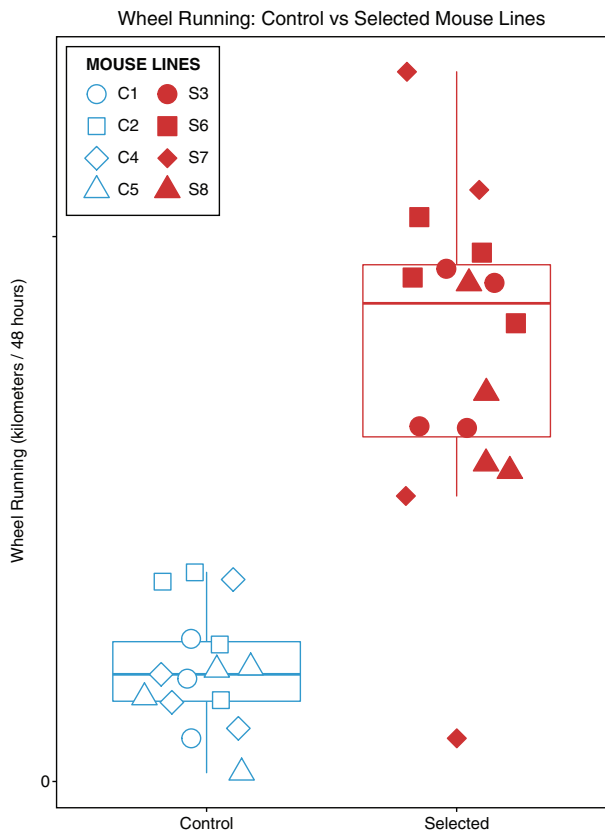 Wheel Running: Control vs Selected Mouse Lines
MOUSE LINES
C1 S3
C2 S6
C4 S7
C5 S8
Wheel Running (kilometers / 48 hours)
0
Control Selected